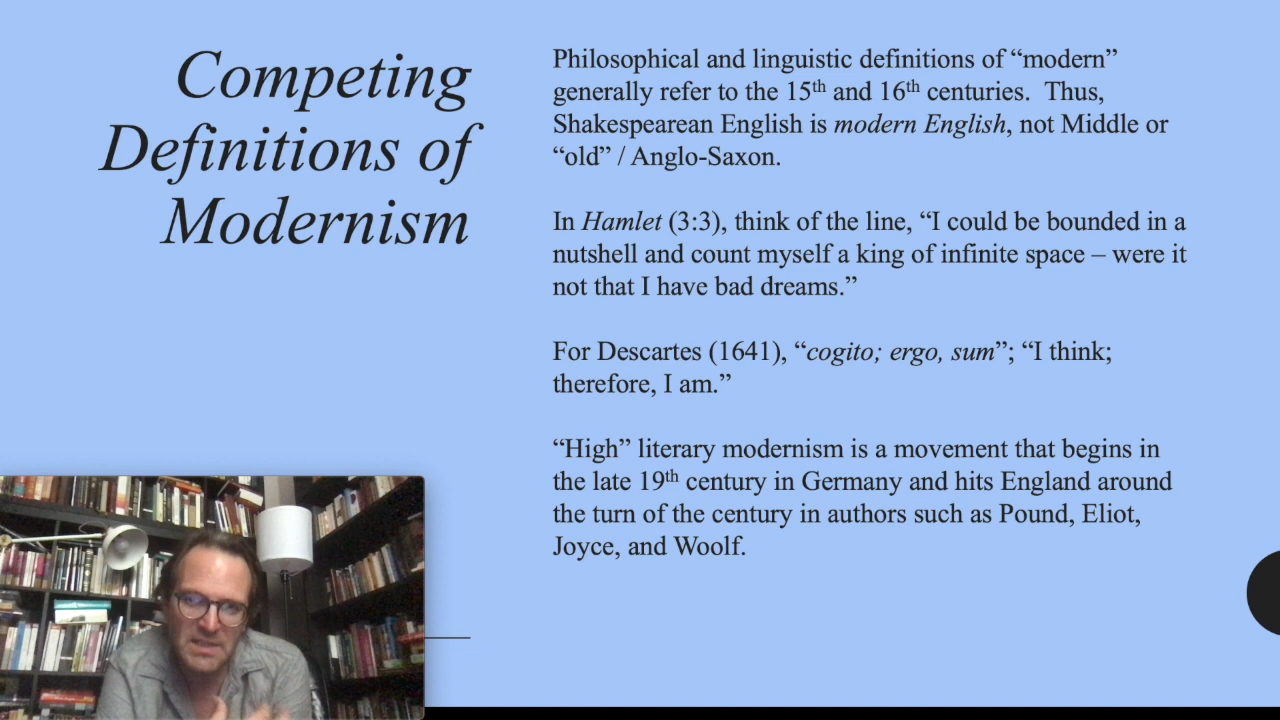 Competing
Definitions of
Modernism
Philosophical and linguistic definitions of “modern”
generally refer to the 15th and 16th centuries.  Thus,
Shakespearean English is modern English, not Middle or
“old” / Anglo-Saxon.
In Hamlet (3:3), think of the line, “I could be bounded in a
nutshell and count myself a king of infinite space – were it
not that I have bad dreams.”
For Descartes (1641), “cogito; ergo, sum”; “I think;
therefore, I am.”
“High” literary modernism is a movement that begins in
the late 19th century in Germany and hits England around
the turn of the century in authors such as Pound, Eliot,
Joyce, and Woolf.